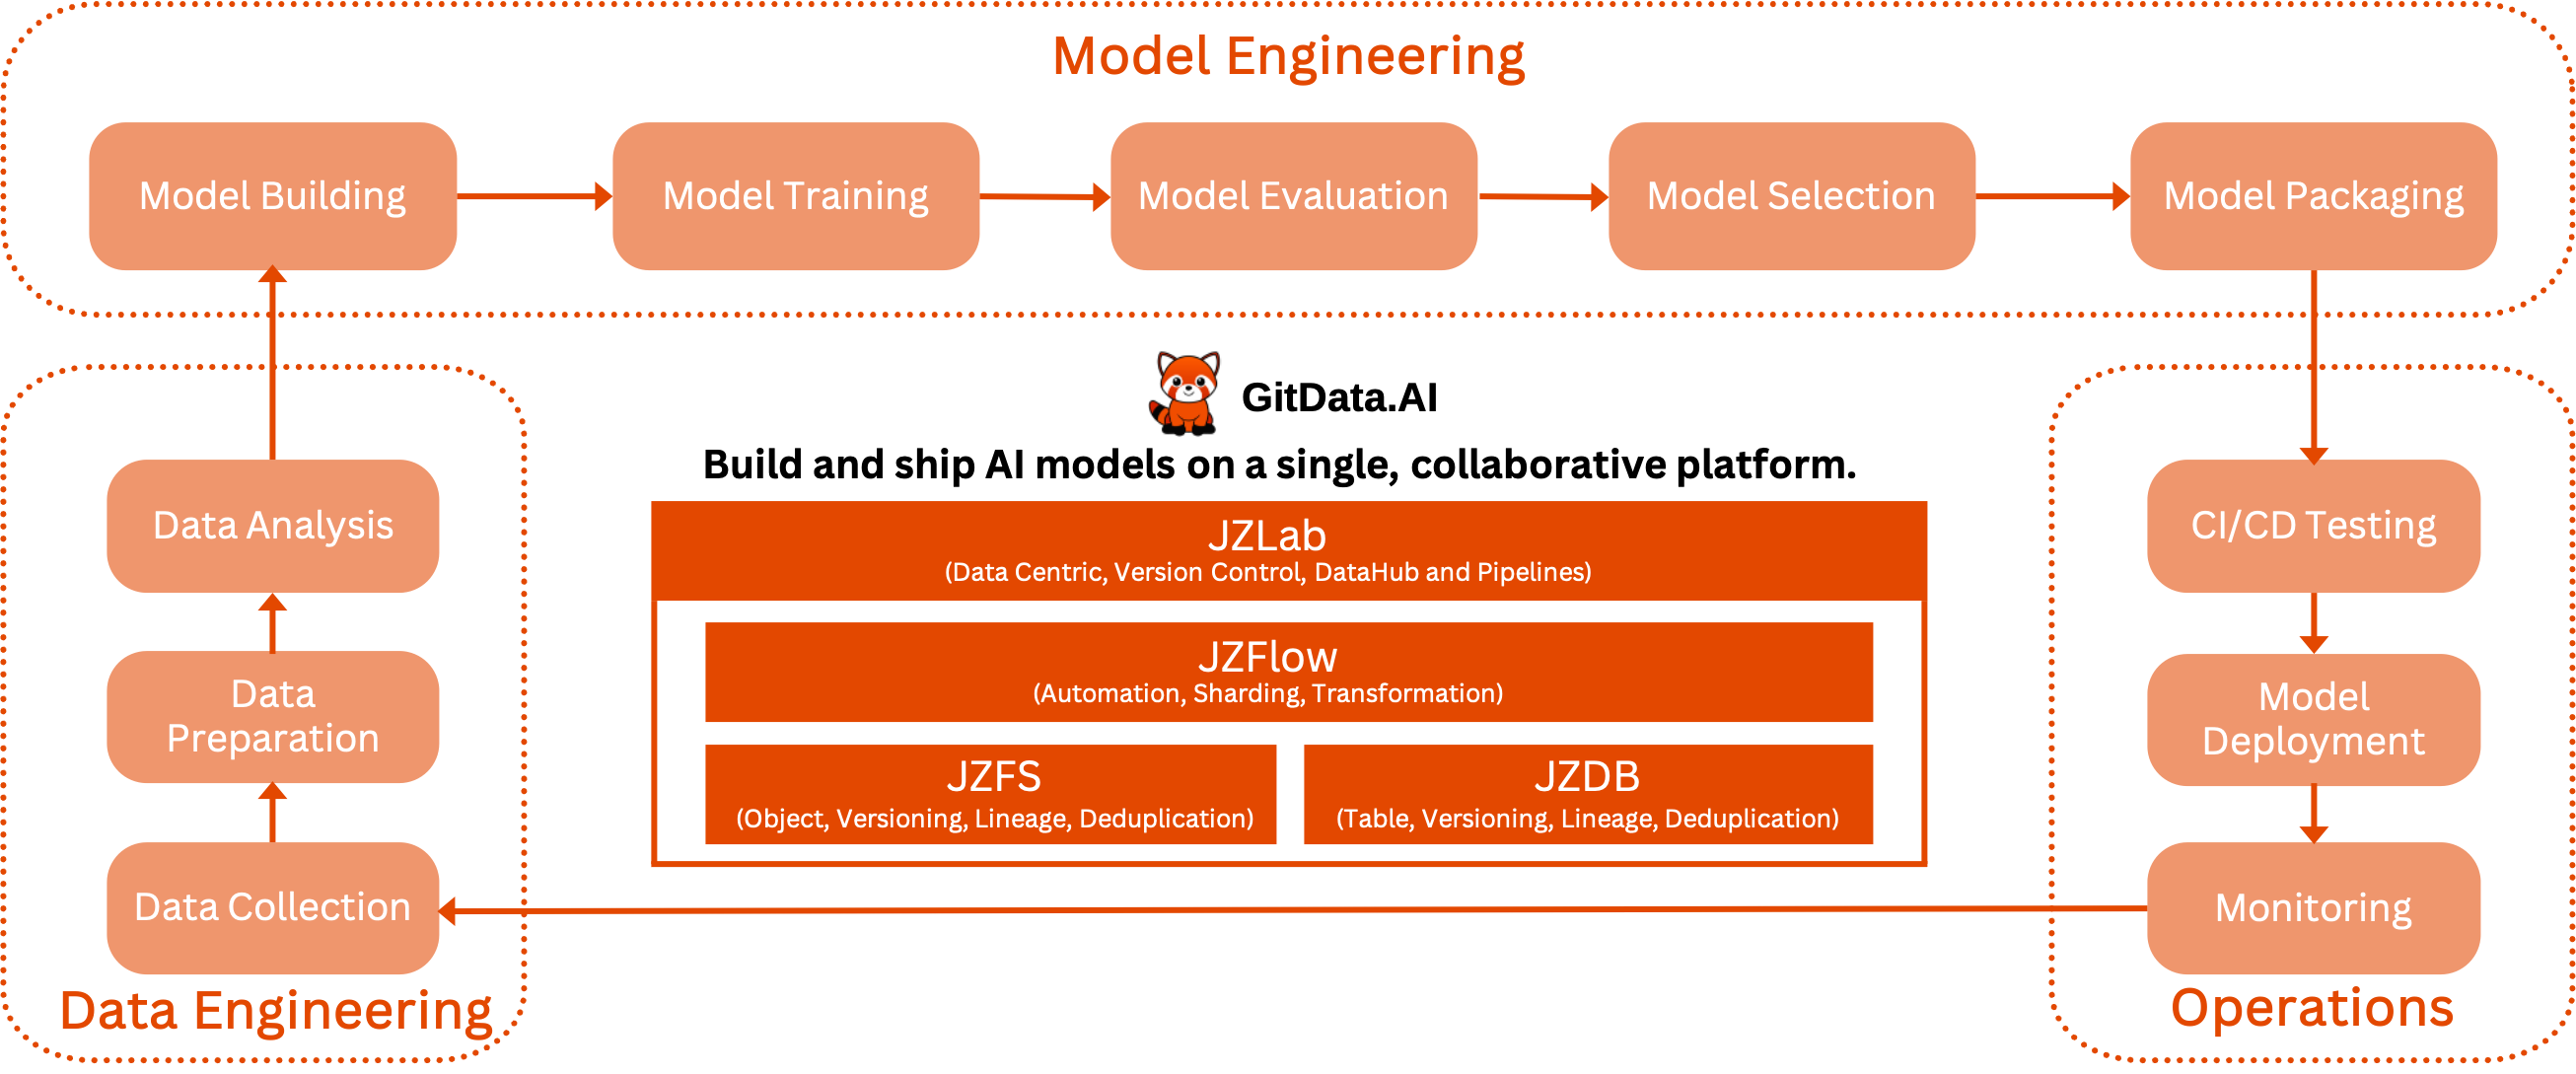 Model Engineering
Model Building
Model Training
Model Evaluation
Model Selection
Model Packaging
GitData.AI
Build and ship AI models on a single, collaborative platform.
JZLab
(Data Centric, Version Control, DataHub and Pipelines)
JZFlow
(Automation, Sharding, Transformation)
JZFS
(Object, Versioning, Lineage, Deduplication)
JZDB
(Table, Versioning, Lineage, Deduplication)
Data Analysis
Data
Preparation
Data Collection
Data Engineering
CI/CD Testing
Model
Deployment
Monitoring
Operations